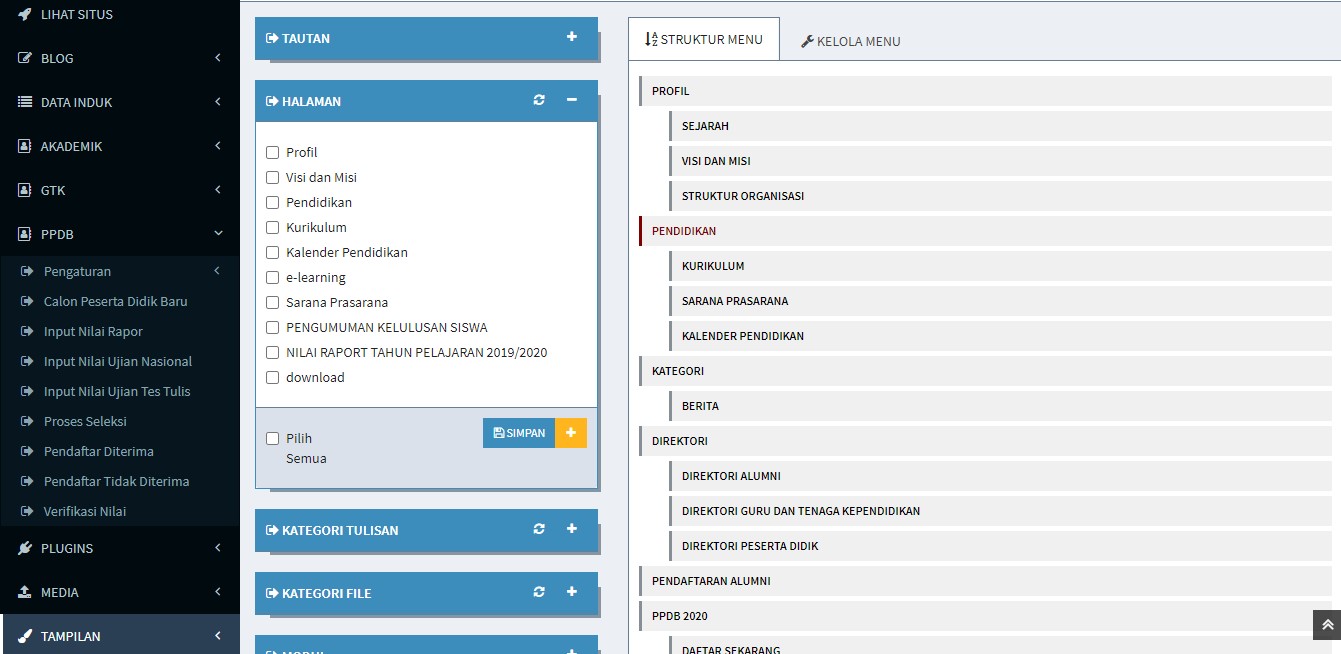 LIHAT SITUS
BLOG
DATA INDUK
AKADEMIK
GTK
PPDB
Pengaturan
Calon Peserta Didik Baru
Input Nilai Rapor
Input Nilai Ujian Nasional
Input Nilai Ujian Tes Tulis
Proses Seleksi
Pendaftar Diterima
Pendaftar Tidak Diterima
Verifikasi Nilai
PLUGINS
MEDIA
TAMPILAN
TAUTAN
HALAMAN
Profil
Visi dan Misi
Pendidikan
Kurikulum
Kalender Pendidikan
e-learning
Sarana Prasarana
PENGUMUMAN KELULUSAN SISWA
NILAI RAPORT TAHUN PELAJARAN 2019/2020
download
Pilih
Semua
SIMPAN
KATEGORI TULISAN
KATEGORI FILE
MODUL
STRUKTUR MENU
KELOLA MENU
PROFIL
SEJARAH
VISI DAN MISI
STRUKTUR ORGANISASI
PENDIDIKAN
KURIKULUM
SARANA PRASARANA
KALENDER PENDIDIKAN
KATEGORI
BERITA
DIREKTORI
DIREKTORI ALUMNI
DIREKTORI GURU DAN TENAGA KEPENDIDIKAN
DIREKTORI PESERTA DIDIK
PENDAFTARAN ALUMNI
PPDB 2020
DAFTAR SEKARANG